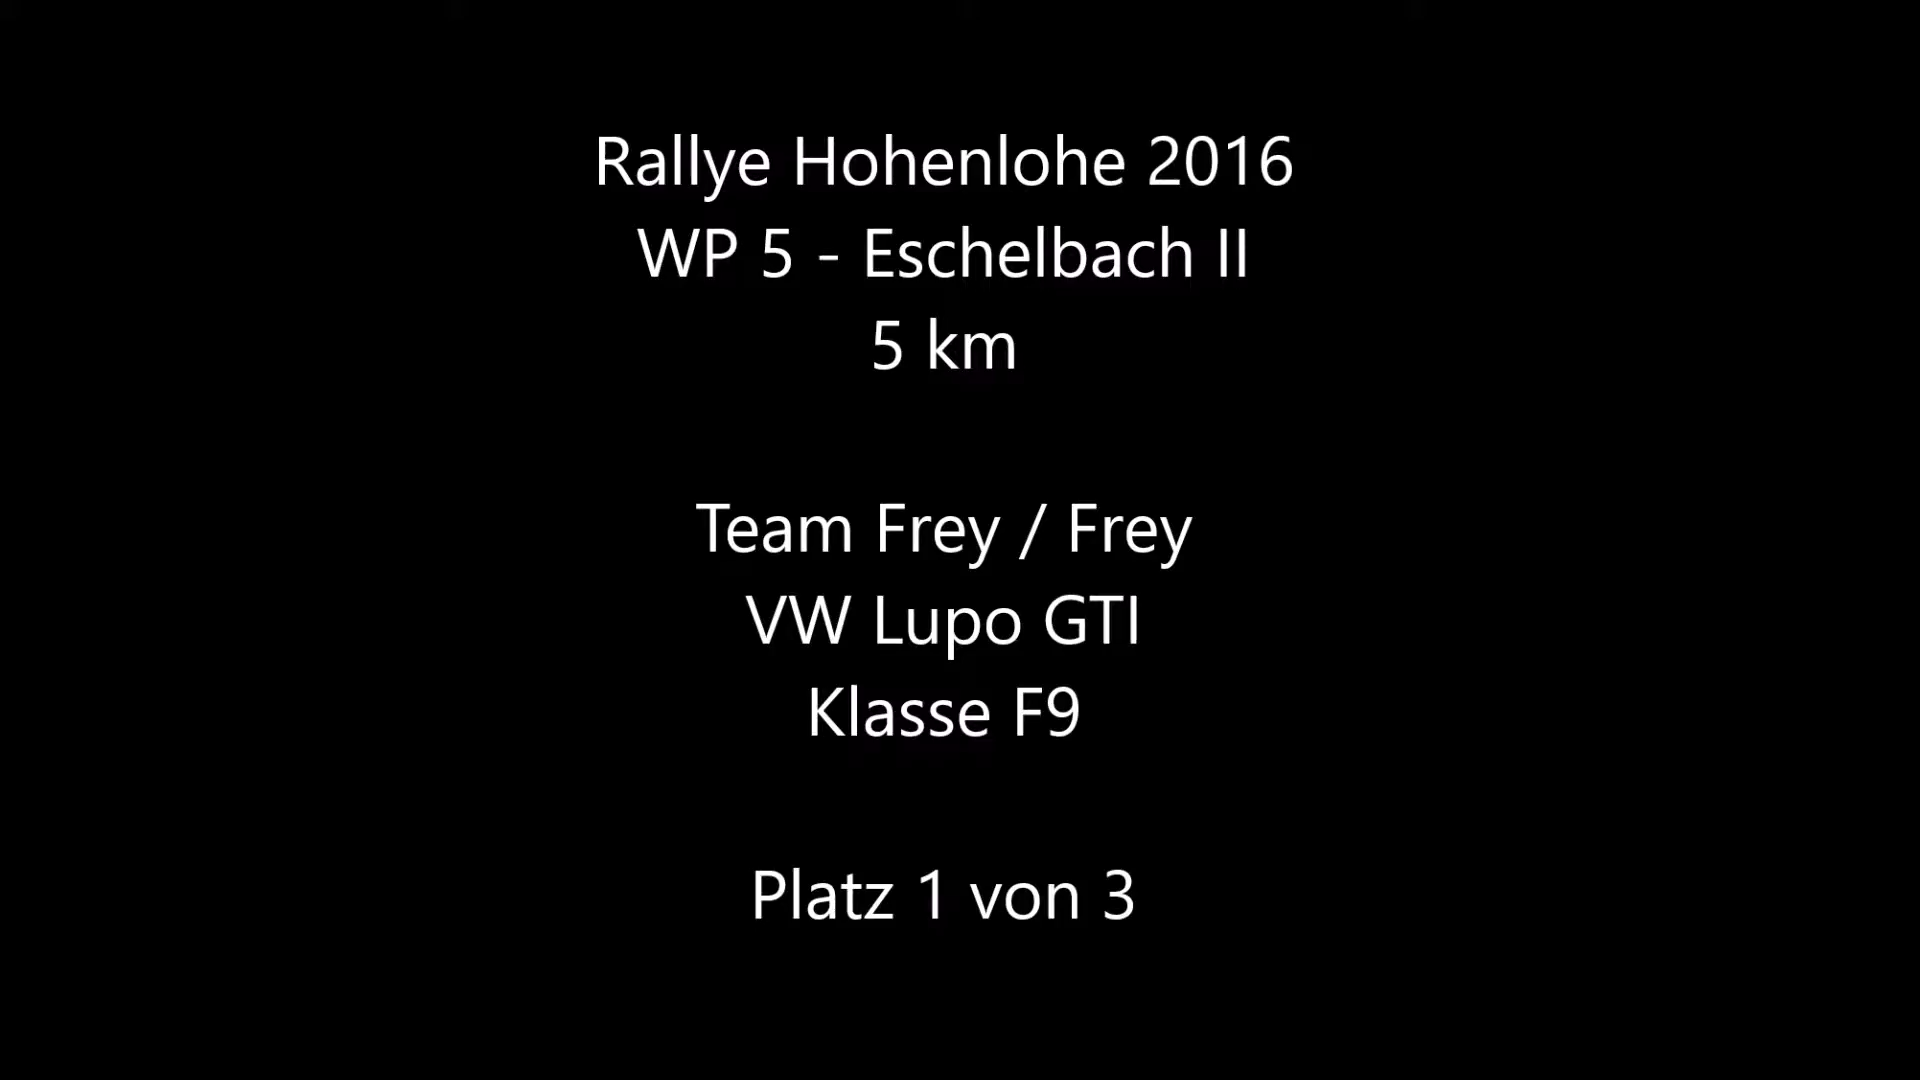 Rallye Hohenlohe 2016
WP 5 - Eschelbach II
5 km
Team Frey / Frey
VW Lupo GTI
Klasse F9
Platz 1 von 3